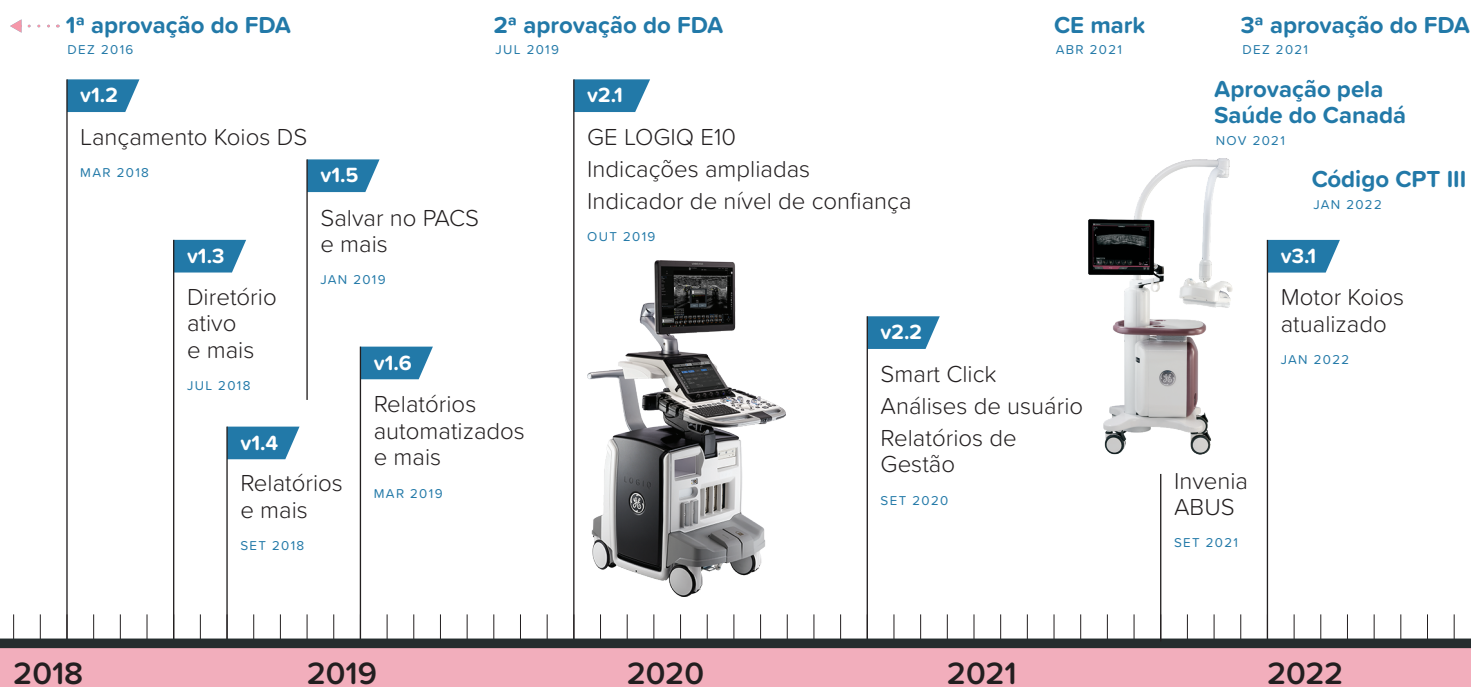 1ª aprovação do FDA
DEZ 2016
2ª aprovação do FDA
JUL 2019
CE mark
ABR 2021
3ª aprovação do FDA
DEZ 2021
Aprovação pela
Saúde do Canadá
NOV 2021
Código CPT III
JAN 2022
v1.2
Lançamento Koios DS
MAR 2018
v1.3
Diretório
ativo
e mais
JUL 2018
v1.4
Relatórios
e mais
SET 2018
v1.5
Salvar no PACS
e mais
JAN 2019
v1.6
Relatórios
automatizados
e mais
MAR 2019
v2.1
GE LOGIQ E10
Indicações ampliadas
Indicador de nível de confiança
OUT 2019
LOGIQ
v2.2
Smart Click
Análises de usuário
Relatórios de
Gestão
SET 2020
Invenia
ABUS
SET 2021
v3.1
Motor Koios
atualizado
JAN 2022
2018
2019
2020
2021
2022